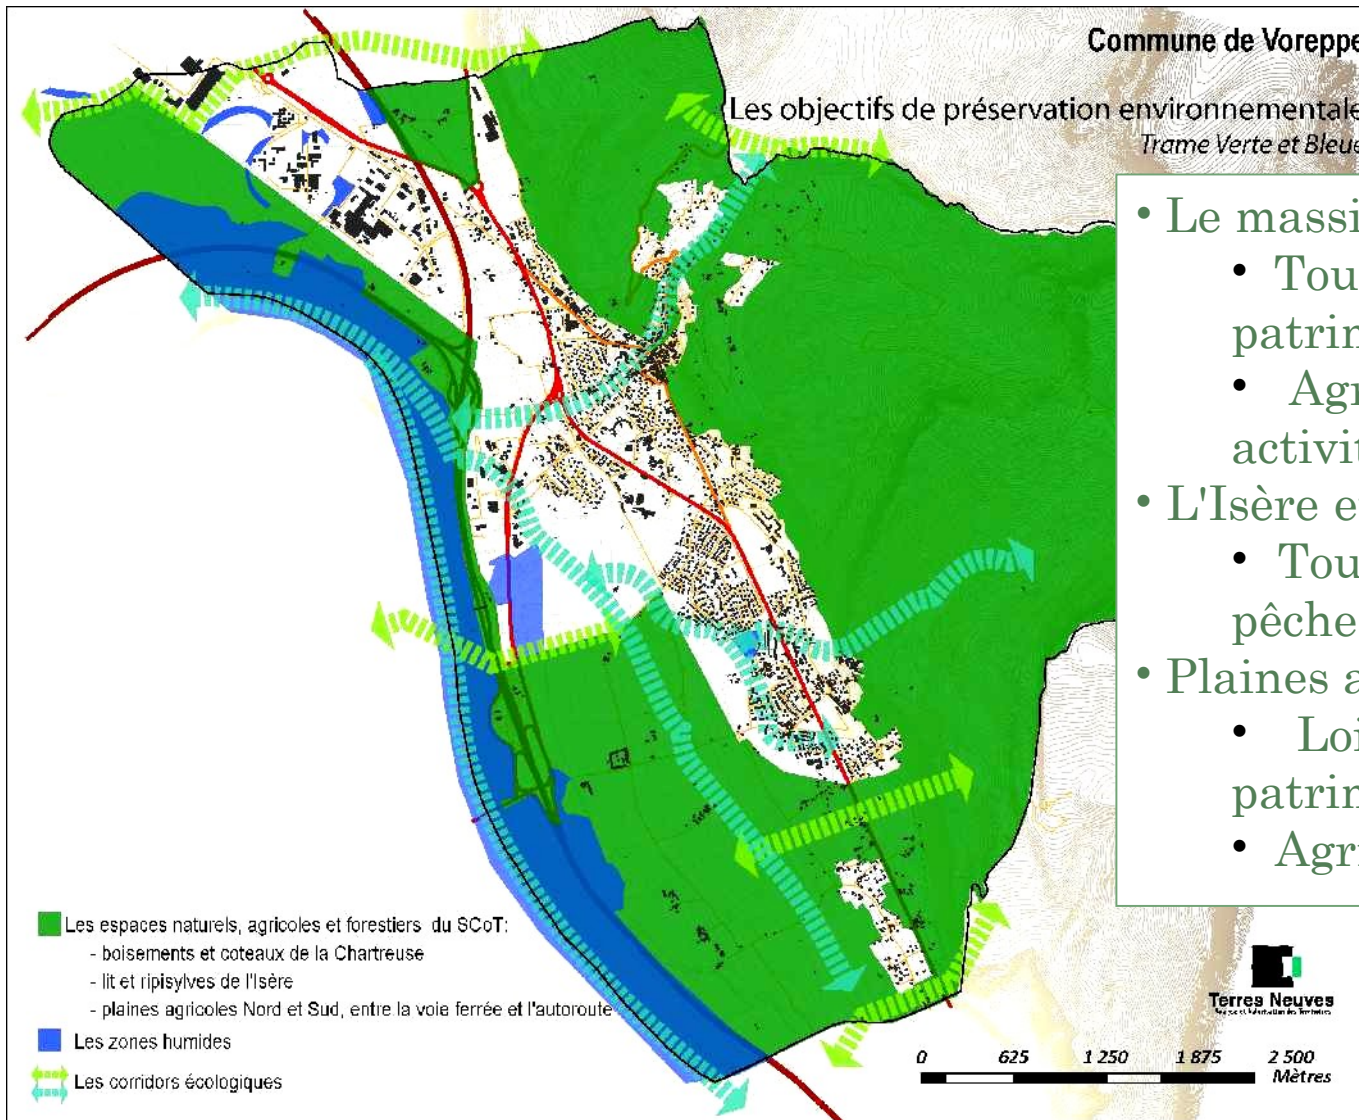 Commune de Voreppe
Les objectifs de préservation environnementale
Trame Verte et Bleue
• Le massi
• Tou
patrim
• Agr
activit
• L'Isère e
• Tou
pêche
• Plaines a
• Loi
patrim
• Agri
Les espaces naturels, agricoles et forestiers du SCoT:
- boisements et coteaux de la Chartreuse
- lit et ripisylves de l'Isère
- plaines agricoles Nord et Sud, entre la voie ferrée et l'autoroute
Les zones humides
Les corridors écologiques
Terres Neuves
0 625 1 250 1 875 2 500
Mètres